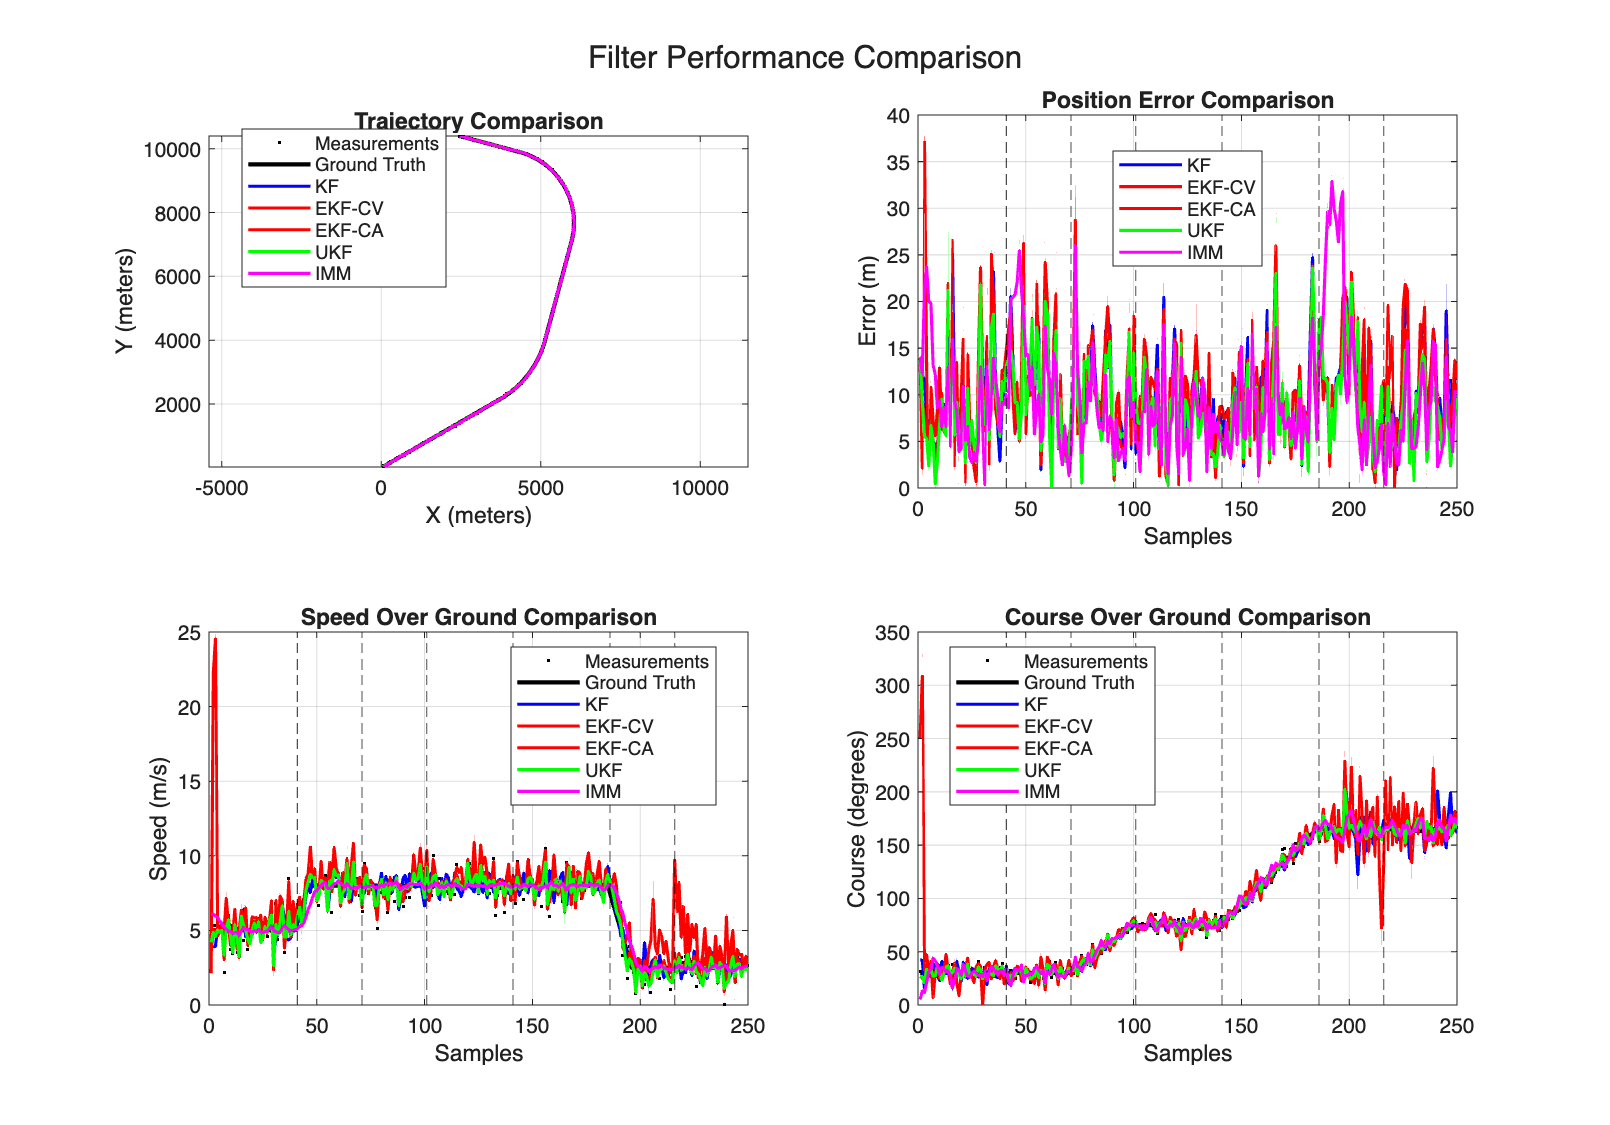 Filter Performance Comparison
Trajectory Comparison
Measurements
Ground Truth
KF
EKF-CV
EKF-CA
UKF
IMM
10000
8000
6000
4000
2000
Y (meters)
-5000 0 5000 10000
X (meters)
Position Error Comparison
KF
EKF-CV
EKF-CA
UKF
IMM
40
35
30
25
20
15
10
5
0
Error (m)
0 50 100 150 200 250
Samples
Speed Over Ground Comparison
Measurements
Ground Truth
KF
EKF-CV
EKF-CA
UKF
IMM
25
20
15
10
5
0
Speed (m/s)
0 50 100 150 200 250
Samples
Course Over Ground Comparison
Measurements
Ground Truth
KF
EKF-CV
EKF-CA
UKF
IMM
350
300
250
200
150
100
50
0
Course (degrees)
0 50 100 150 200 250
Samples